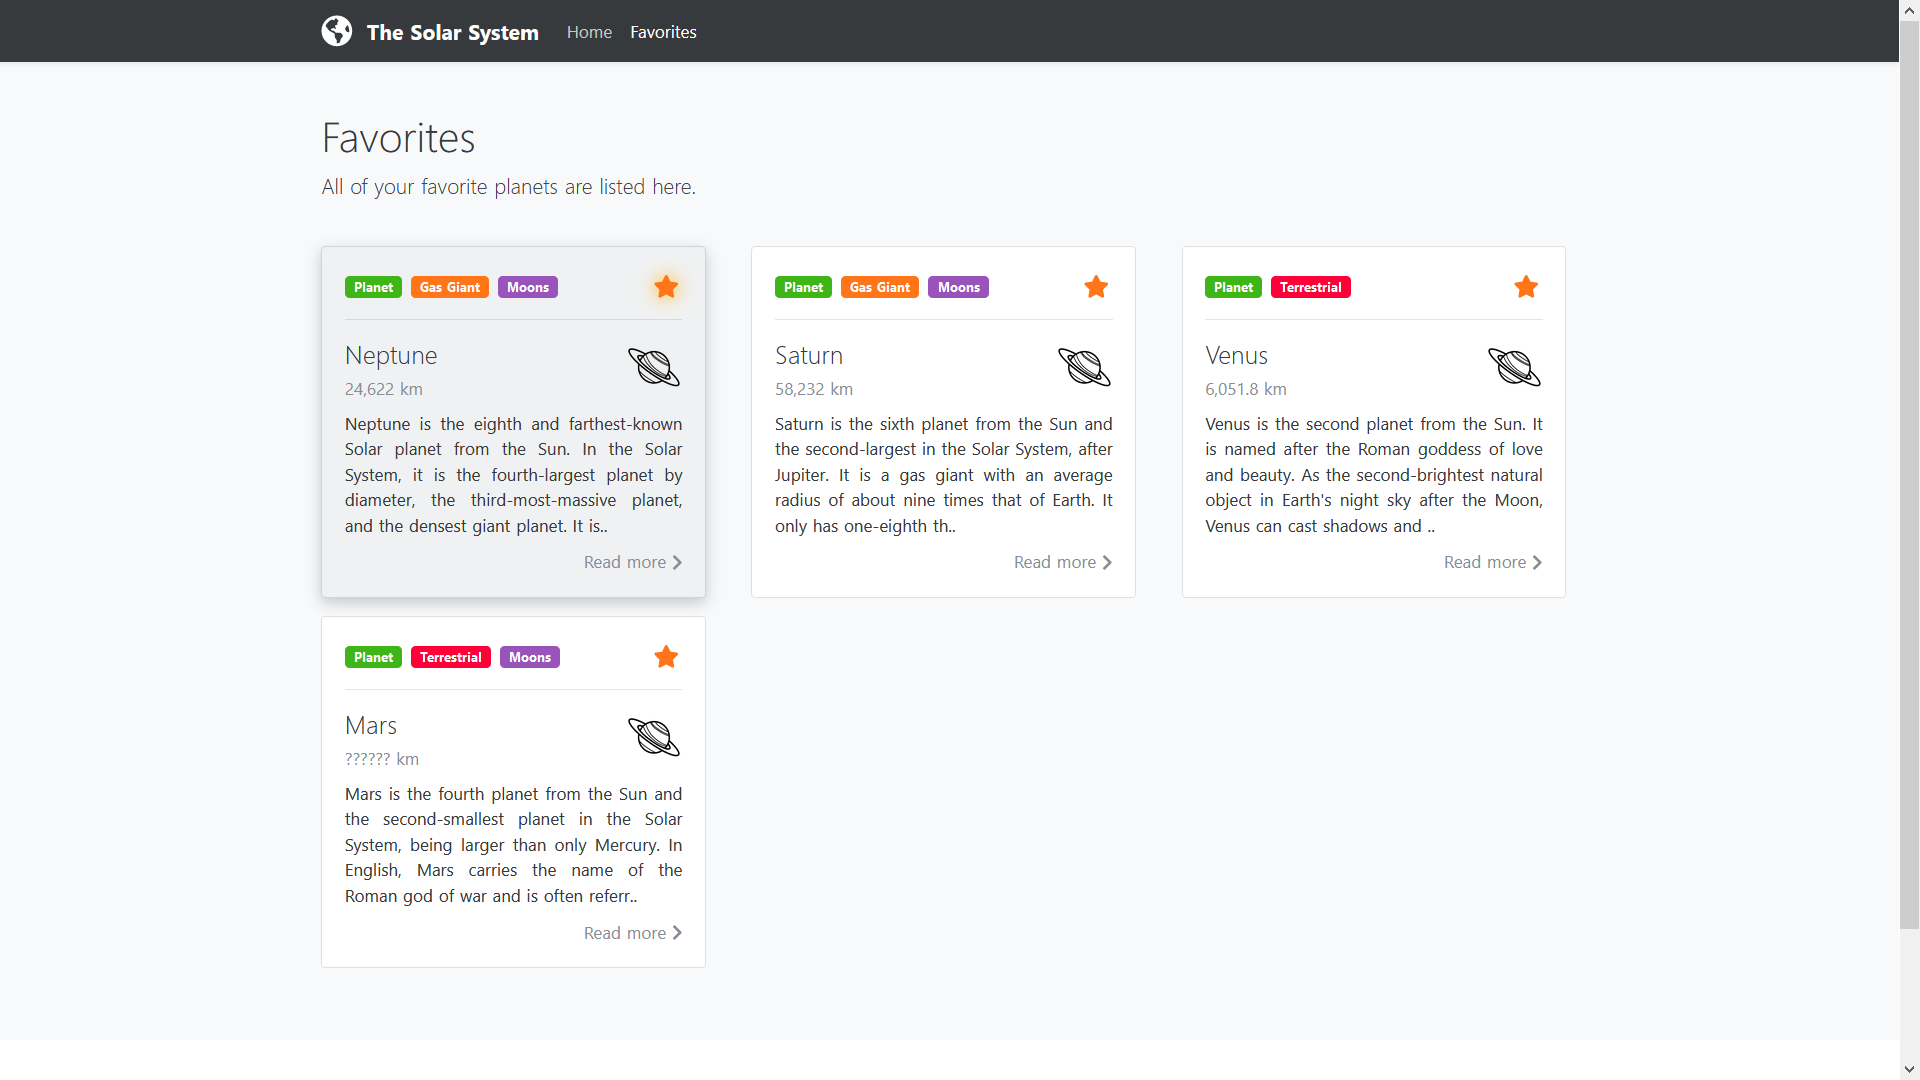 The Solar System Home Favorites
Favorites
All of your favorite planets are listed here.
Planet Gas Giant Moons
Neptune
24,622 km
Neptune is the eighth and farthest-known
Solar planet from the Sun. In the Solar
System, it is the fourth-largest planet by
diameter, the third-most-massive planet,
and the densest giant planet. It is..
Read more
Planet Gas Giant Moons
Saturn
58,232 km
Saturn is the sixth planet from the Sun and
the second-largest in the Solar System, after
Jupiter. It is a gas giant with an average
radius of about nine times that of Earth. It
only has one-eighth th..
Read more
Planet Terrestrial
Venus
6,051.8 km
Venus is the second planet from the Sun. It
is named after the Roman goddess of love
and beauty. As the second-brightest natural
object in Earth's night sky after the Moon,
Venus can cast shadows and ..
Read more
Planet Terrestrial Moons
Mars
?????? km
Mars is the fourth planet from the Sun and
the second-smallest planet in the Solar
System, being larger than only Mercury. In
English, Mars carries the name of the
Roman god of war and is often referr..
Read more